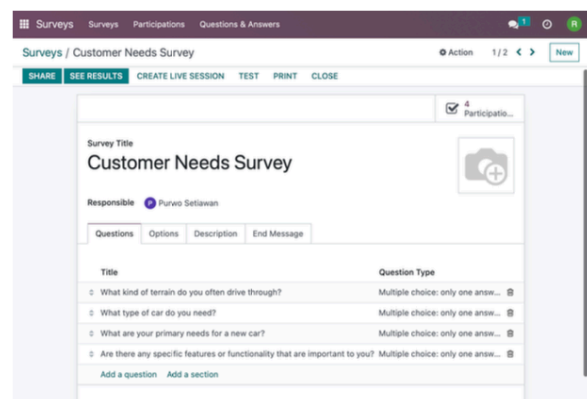 Surveys Surveys Participations Questions & Answers 1 R
Surveys / Customer Needs Survey Action 1/2 New
SHARE SEE RESULTS CREATE LIVE SESSION TEST PRINT CLOSE
4
Participatio...
Survey Title
Customer Needs Survey
Responsible P Purwo Setiawan
Questions Options Description End Message
Title Question Type
What kind of terrain do you often drive through? Multiple choice: only one answ...
What type of car do you need? Multiple choice: only one answ...
What are your primary needs for a new car? Multiple choice: only one answ...
Are there any specific features or functionality that are important to you? Multiple choice: only one answ...
Add a question Add a section